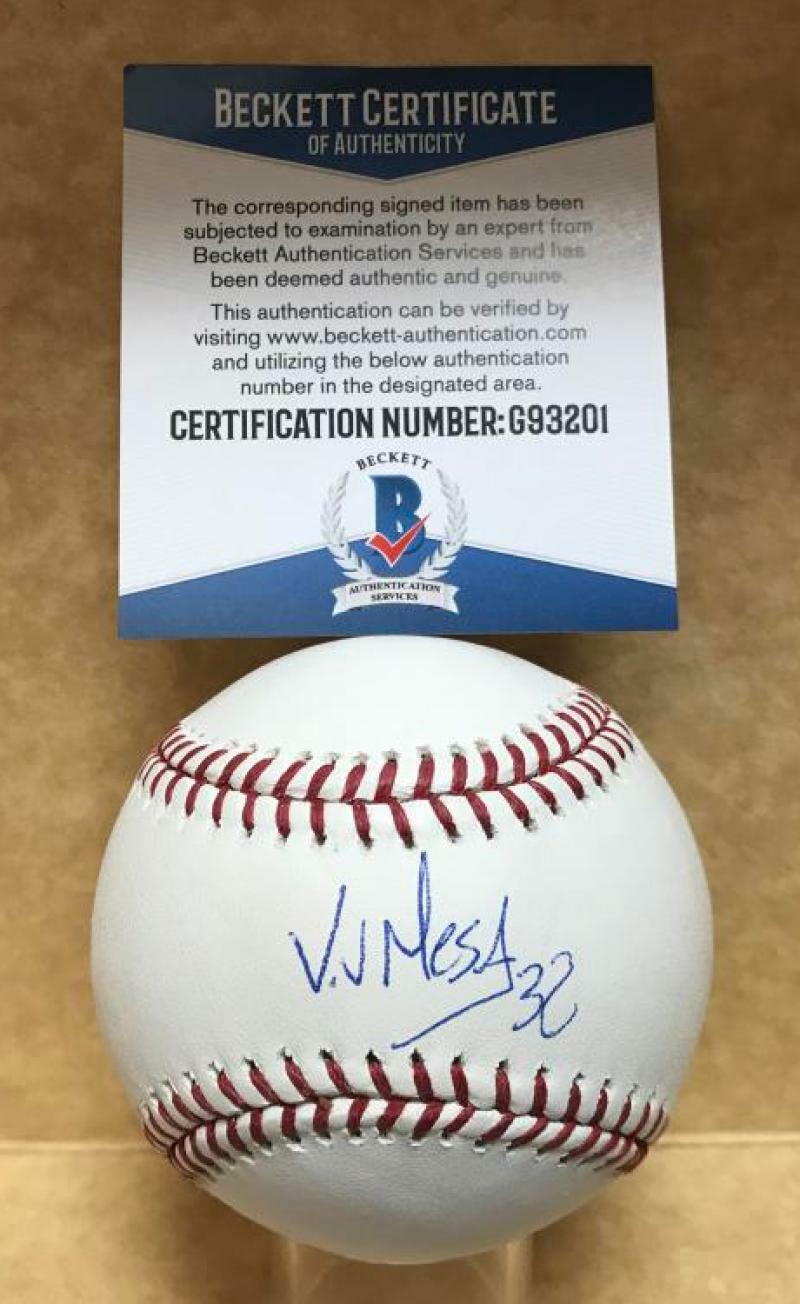 BECKETT CERTIFICATE
OF AUTHENTICITY
The corresponding signed item has been
subjected to examination by an expert from
Beckett Authentication Services and has
been deemed authentic and genuine.
This authentication can be verified by
visiting www.beckett-authentication.com
and utilizing the below authentication
number in the designated area.
CERTIFICATION NUMBER: G93201
BECKETT
B
AUTHENTICATION
SERVICES
V.J Mesa 32